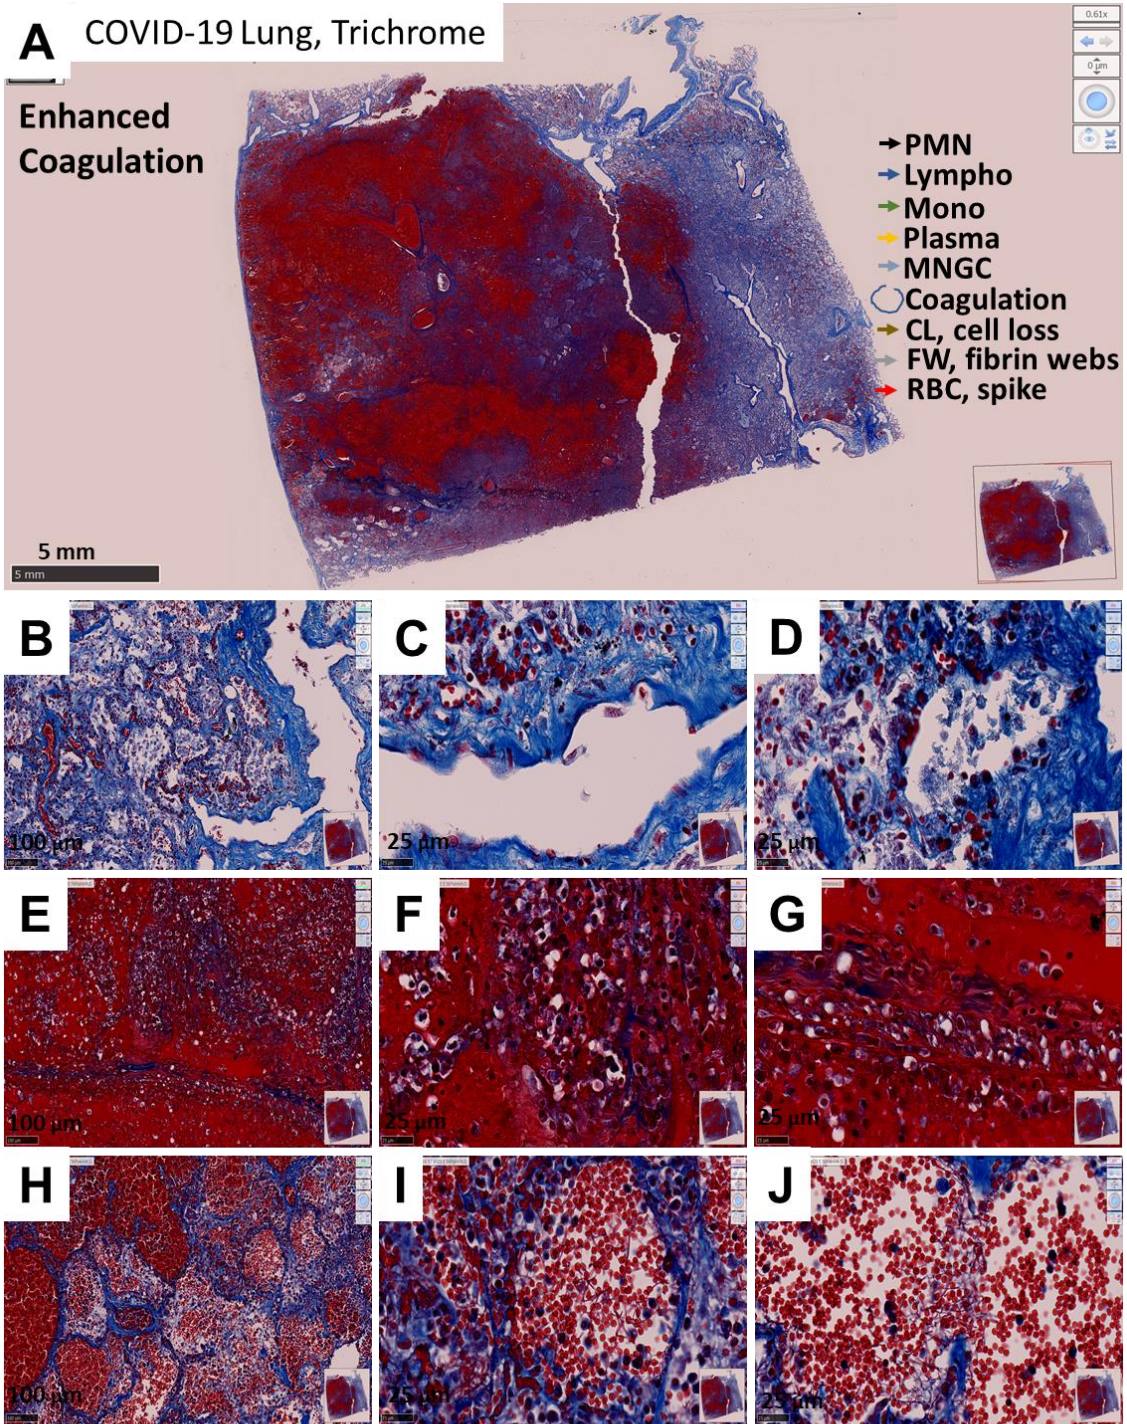 A
COVID-19 Lung, Trichrome
0.61x
0 µm
Enhanced
Coagulation
PMN
Lympho
Mono
Plasma
MNGC
Coagulation
CL, cell loss
FW, fibrin webs
RBC, spike
5 mm
5 mm
B
C
D
100 µm
25 µm
25 µm
E
F
G
100 µm
25 µm
25 µm
H
I
J
100 µm
25 µm
25 µm